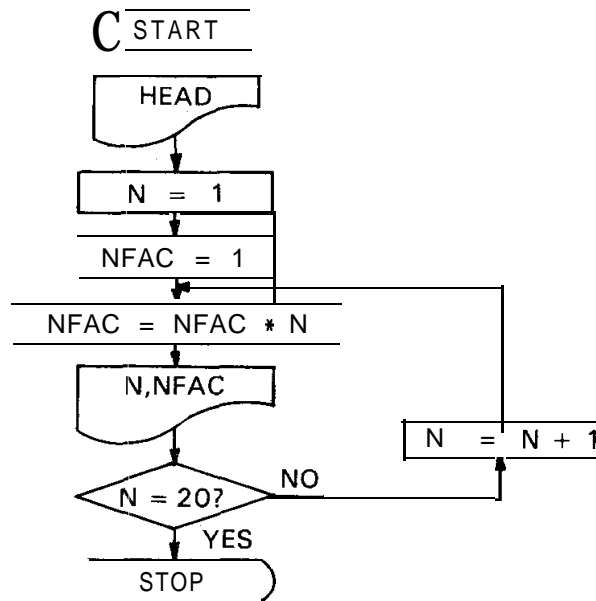 START
HEAD
N = 1
NFAC = 1
NFAC = NFAC * N
N,NFAC
N = N + 1
N = 20?
NO
YES
STOP